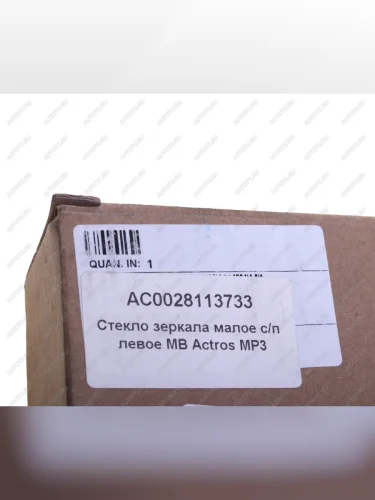 QUAN. IN: 1
AC0028113733
Стекло зеркала малое с/п
левое MB Actros MP3